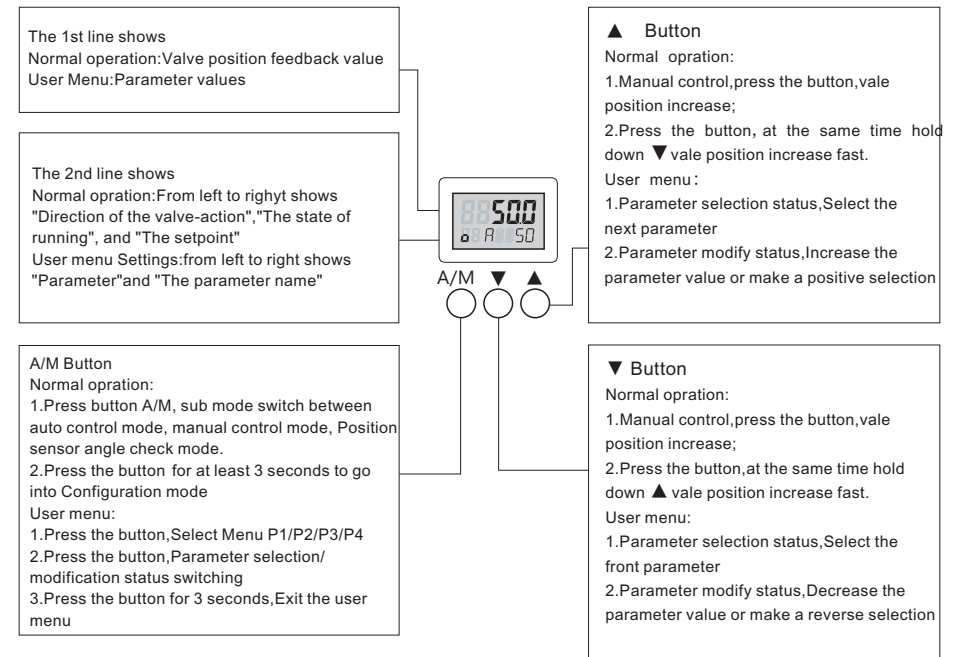 The 1st line shows
Normal operation:Valve position feedback value
User Menu:Parameter values
The 2nd line shows
Normal opration:From left to righyt shows
"Direction of the valve-action","The state of
running", and "The setpoint"
User menu Settings:from left to right shows
"Parameter"and "The parameter name"
A/M Button
Normal opration:
1.Press button A/M, sub mode switch between
auto control mode, manual control mode, Position
sensor angle check mode.
2.Press the button for at least 3 seconds to go
into Configuration mode
User menu:
1.Press the button,Select Menu P1/P2/P3/P4
2.Press the button,Parameter selection/
modification status switching
3.Press the button for 3 seconds,Exit the user
menu
50.0
A 50
A/M ▼ ▲
▲ Button
Normal opration:
1.Manual control,press the button,vale
position increase;
2.Press the button, at the same time hold
down ▼ vale position increase fast.
User menu:
1.Parameter selection status,Select the
next parameter
2.Parameter modify status,Increase the
parameter value or make a positive selection
▼ Button
Normal opration:
1.Manual control,press the button,vale
position increase;
2.Press the button,at the same time hold
down ▲ vale position increase fast.
User menu:
1.Parameter selection status,Select the
front parameter
2.Parameter modify status,Decrease the
parameter value or make a reverse selection